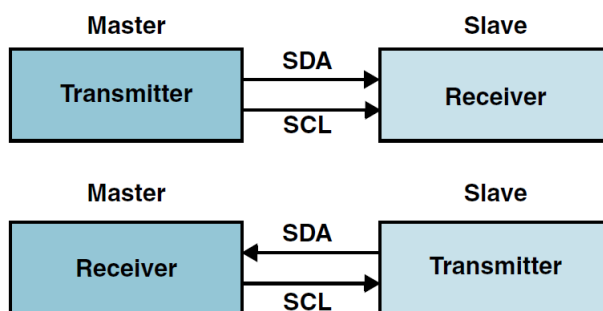 Master Slave
SDA
Transmitter Receiver
SCL
Master Slave
SDA
Receiver Transmitter
SCL